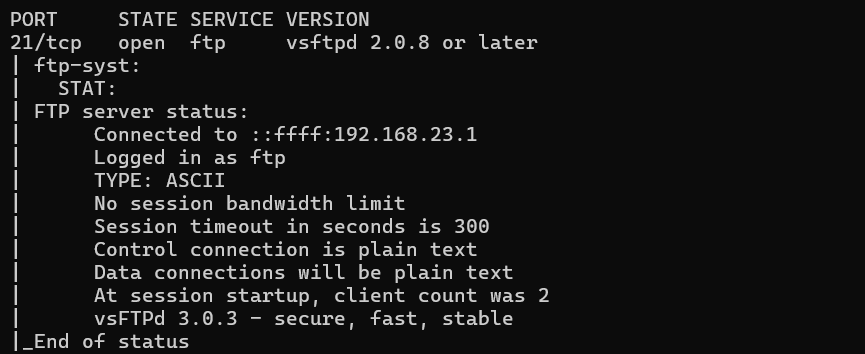 PORT     STATE SERVICE VERSION
21/tcp   open  ftp     vsftpd 2.0.8 or later
| ftp-syst:
|   STAT:
| FTP server status:
|      Connected to ::ffff:192.168.23.1
|      Logged in as ftp
|      TYPE: ASCII
|      No session bandwidth limit
|      Session timeout in seconds is 300
|      Control connection is plain text
|      Data connections will be plain text
|      At session startup, client count was 2
|      vsFTPd 3.0.3 - secure, fast, stable
|_End of status